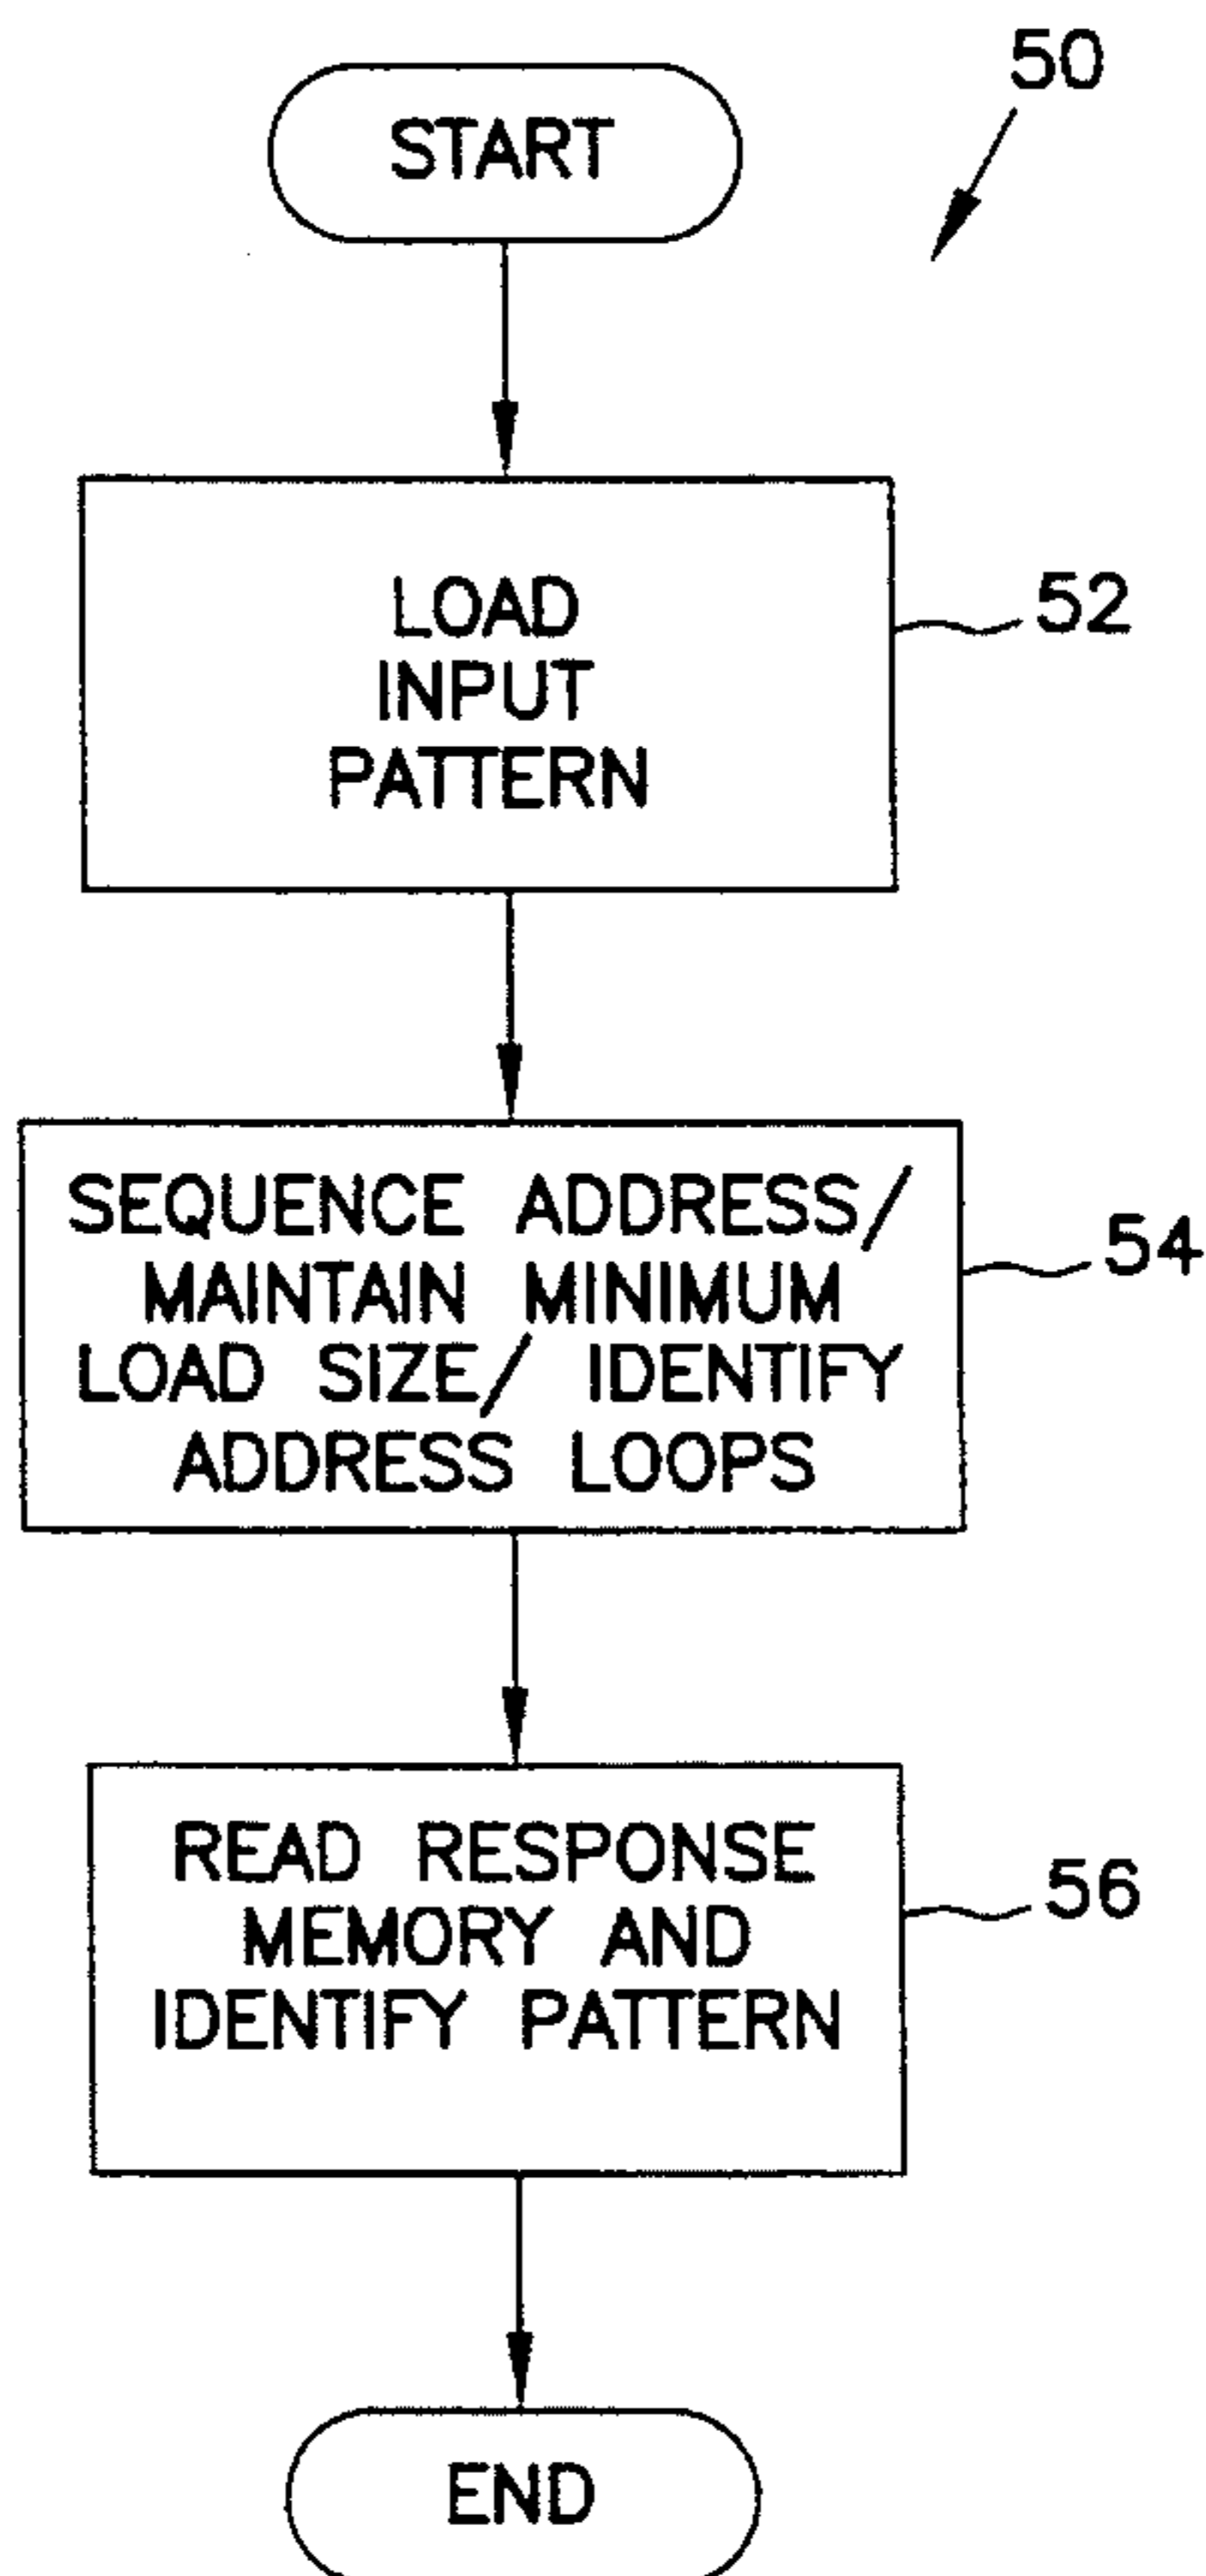 50
START
LOAD
INPUT
PATTERN
52
SEQUENCE ADDRESS/
MAINTAIN MINIMUM
LOAD SIZE/ IDENTIFY
ADDRESS LOOPS
54
READ RESPONSE
MEMORY AND
IDENTIFY PATTERN
56
END